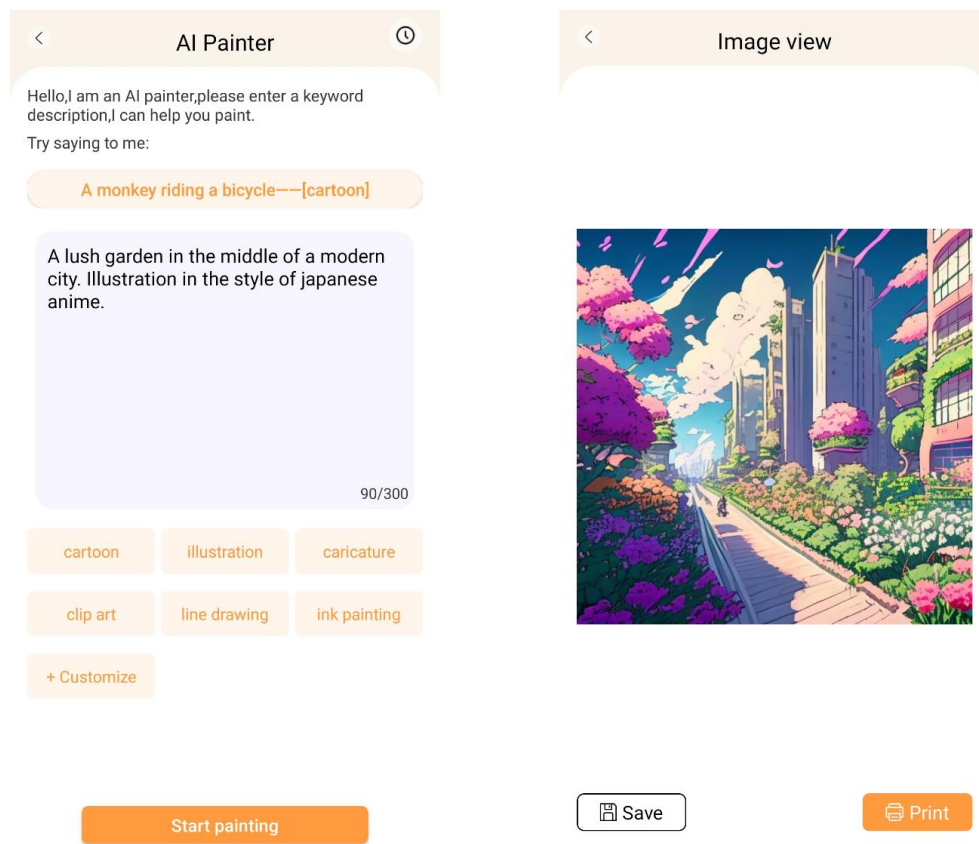 AI Painter
Hello,I am an AI painter,please enter a keyword
description,I can help you paint.
Try saying to me:
A monkey riding a bicycle——[cartoon]
A lush garden in the middle of a modern
city. Illustration in the style of japanese
anime.
90/300
cartoon
illustration
caricature
clip art
line drawing
ink painting
+ Customize
Start painting
Image view
Save
Print